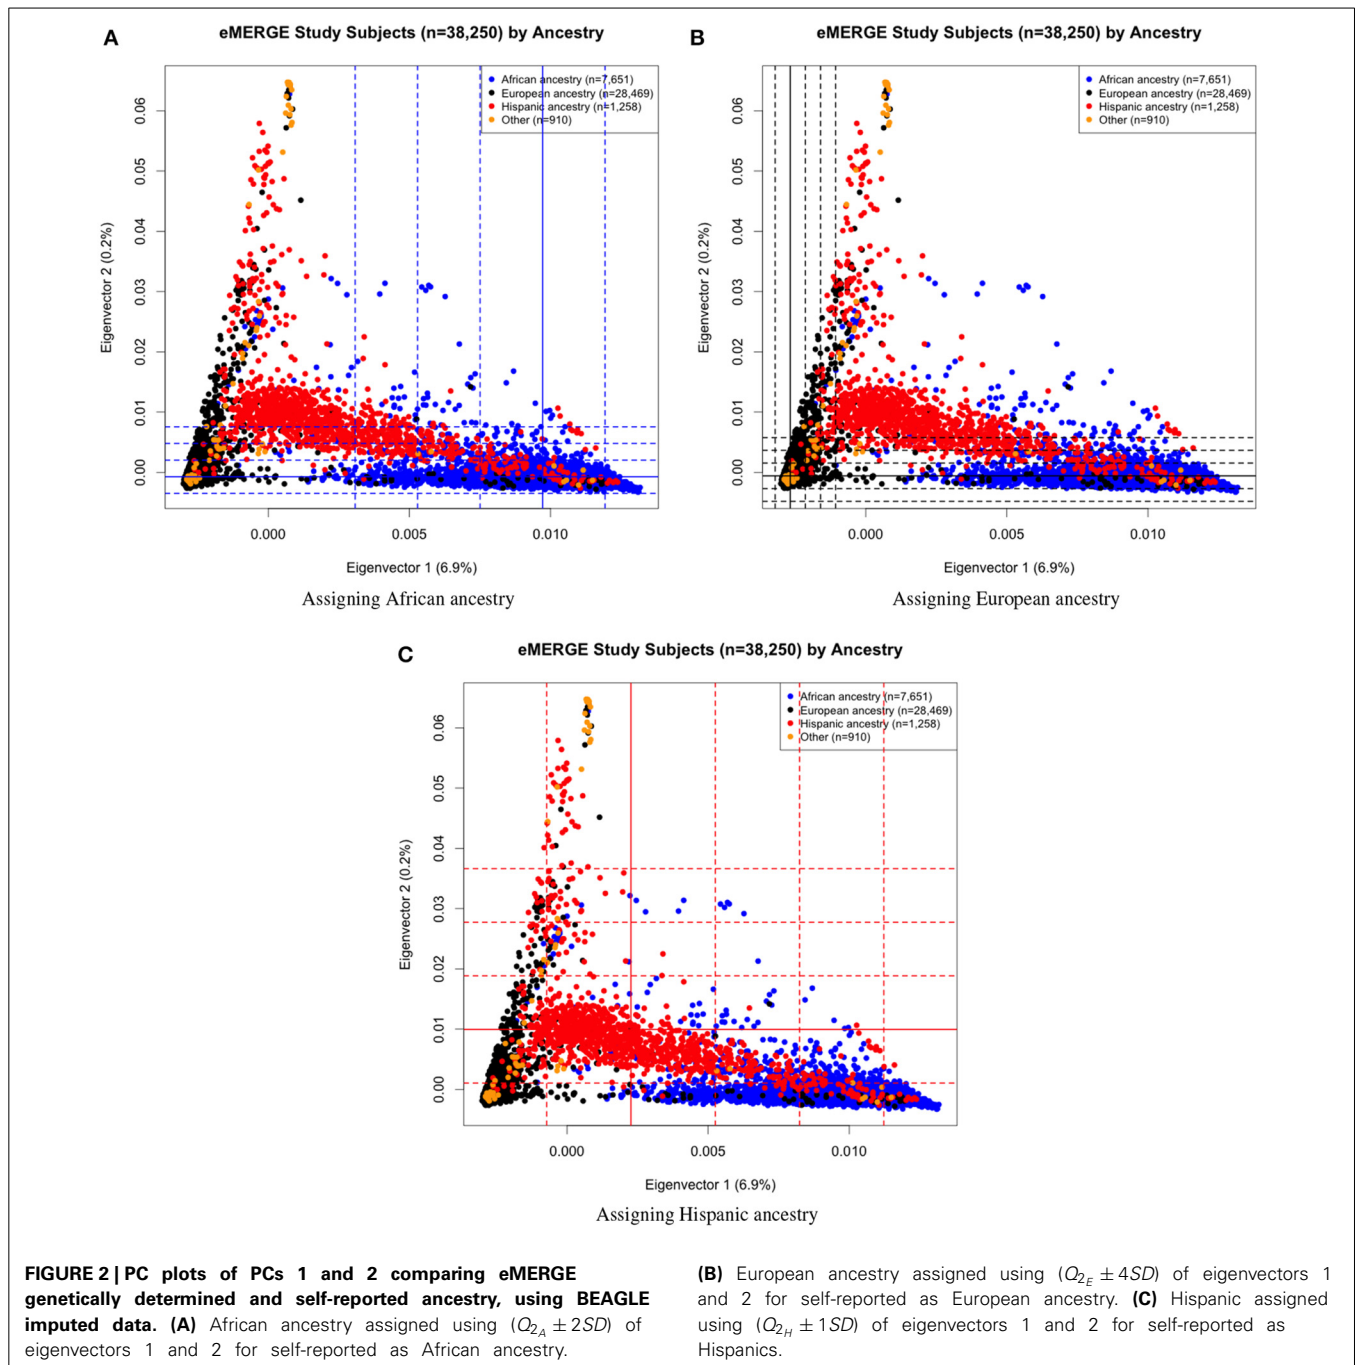 A
eMERGE Study Subjects (n=38,250) by Ancestry
African ancestry (n=7,651)
European ancestry (n=28,469)
Hispanic ancestry (n=1,258)
Other (n=910)
0.06
0.05
0.04
0.03
0.02
0.01
0.00
Eigenvector 2 (0.2%)
0.000 0.005 0.010
Eigenvector 1 (6.9%)
Assigning African ancestry
B
eMERGE Study Subjects (n=38,250) by Ancestry
African ancestry (n=7,651)
European ancestry (n=28,469)
Hispanic ancestry (n=1,258)
Other (n=910)
0.06
0.05
0.04
0.03
0.02
0.01
0.00
Eigenvector 2 (0.2%)
0.000 0.005 0.010
Eigenvector 1 (6.9%)
Assigning European ancestry
C
eMERGE Study Subjects (n=38,250) by Ancestry
African ancestry (n=7,651)
European ancestry (n=28,469)
Hispanic ancestry (n=1,258)
Other (n=910)
0.06
0.05
0.04
0.03
0.02
0.01
0.00
Eigenvector 2 (0.2%)
0.000 0.005 0.010
Eigenvector 1 (6.9%)
Assigning Hispanic ancestry
FIGURE 2 | PC plots of PCs 1 and 2 comparing eMERGE
genetically determined and self-reported ancestry, using BEAGLE
imputed data. (A) African ancestry assigned using (Q2A ± 2SD) of
eigenvectors 1 and 2 for self-reported as African ancestry.
(B) European ancestry assigned using (Q2E ± 4SD) of eigenvectors 1
and 2 for self-reported as European ancestry. (C) Hispanic assigned
using (Q2H ± 1SD) of eigenvectors 1 and 2 for self-reported as
Hispanics.